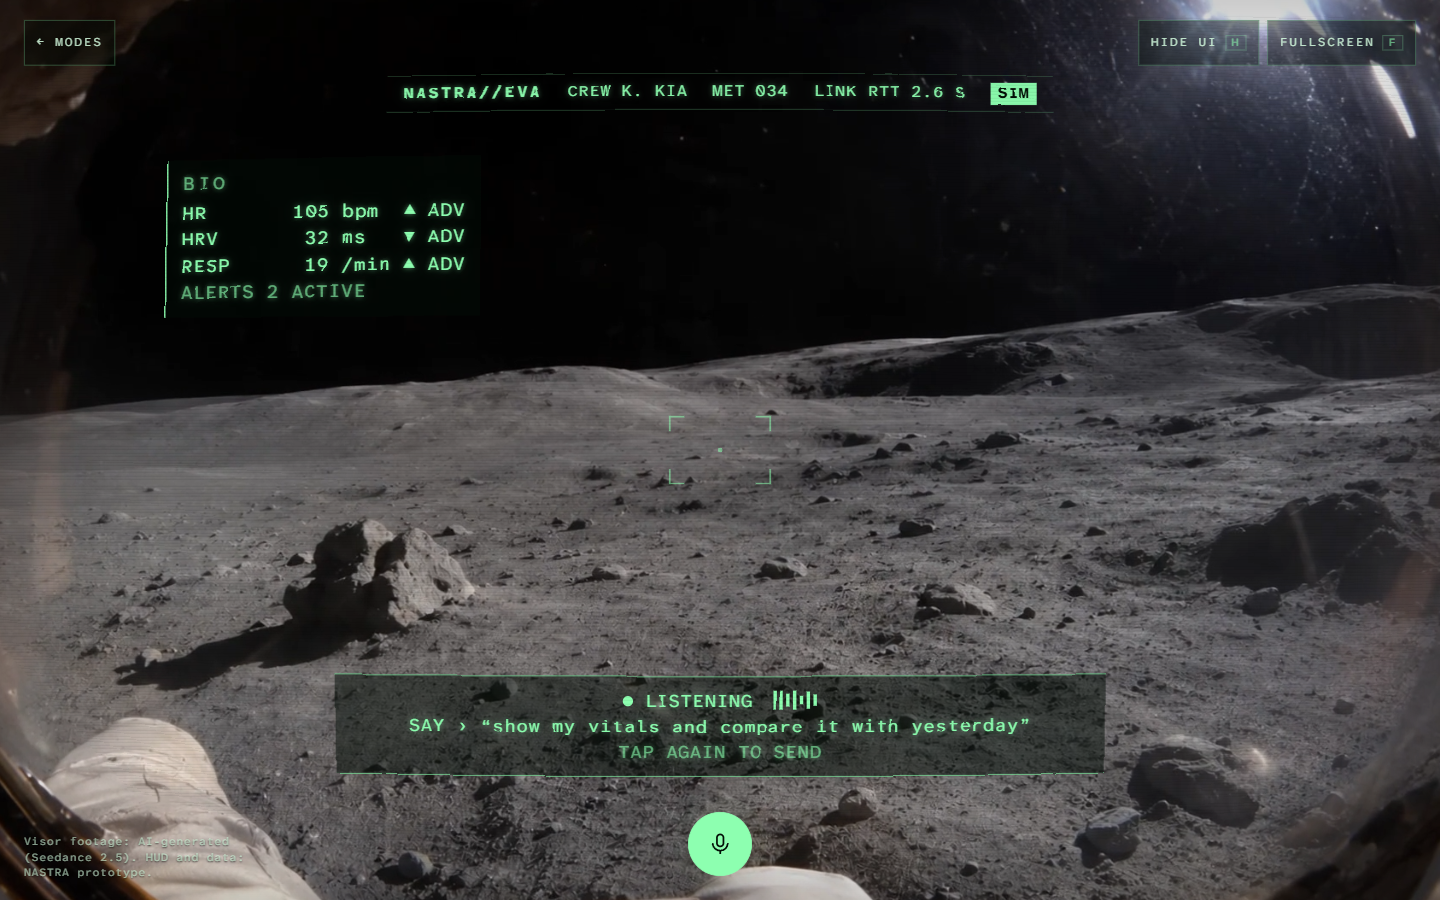 ← MODES
HIDE UI H
FULLSCREEN F
NASTRA//EVA CREW K. KIA MET 034 LINK RTT 2.6 S SIM
BIO
HR 105 bpm ▲ ADV
HRV 32 ms ▼ ADV
RESP 19 /min ▲ ADV
ALERTS 2 ACTIVE
● LISTENING
SAY › “show my vitals and compare it with yesterday”
TAP AGAIN TO SEND
Visor footage: AI-generated
(Seedance 2.5). HUD and data:
NASTRA prototype.